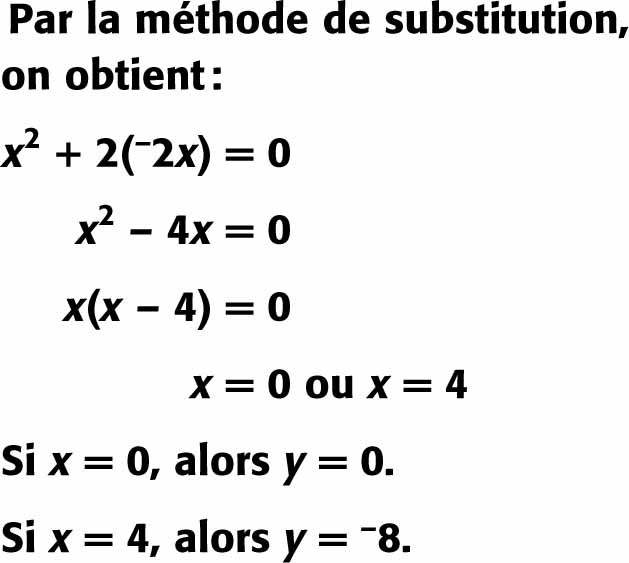 Par la méthode de substitution,
on obtient :
x² + 2(⁻2x) = 0
x² – 4x = 0
x(x – 4) = 0
x = 0 ou x = 4
Si x = 0, alors y = 0.
Si x = 4, alors y = ⁻8.